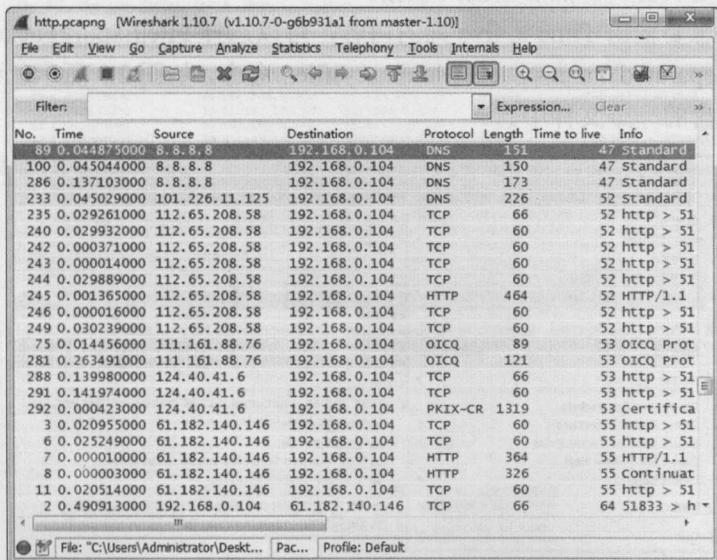 http.pcapng [Wireshark 1.10.7 (v1.10.7-0-g6b931a1 from master-1.10)]
File Edit View Go Capture Analyze Statistics Telephony Tools Internals Help
Filter: Expression... Clear »
No. Time Source Destination Protocol Length Time to live Info
89 0.044875000 8.8.8.8 192.168.0.104 DNS 151 47 Standard
100 0.045044000 8.8.8.8 192.168.0.104 DNS 150 47 Standard
286 0.137103000 8.8.8.8 192.168.0.104 DNS 173 47 Standard
233 0.045029000 101.226.11.125 192.168.0.104 DNS 226 52 Standard
235 0.029261000 112.65.208.58 192.168.0.104 TCP 66 52 http > 51
240 0.029932000 112.65.208.58 192.168.0.104 TCP 60 52 http > 51
242 0.000371000 112.65.208.58 192.168.0.104 TCP 60 52 http > 51
243 0.000014000 112.65.208.58 192.168.0.104 TCP 60 52 http > 51
244 0.029889000 112.65.208.58 192.168.0.104 TCP 60 52 http > 51
245 0.001365000 112.65.208.58 192.168.0.104 HTTP 464 52 HTTP/1.1
246 0.000016000 112.65.208.58 192.168.0.104 TCP 60 52 http > 51
249 0.030239000 112.65.208.58 192.168.0.104 TCP 60 52 http > 51
75 0.014456000 111.161.88.76 192.168.0.104 OICQ 89 53 OICQ Prot
281 0.263491000 111.161.88.76 192.168.0.104 OICQ 121 53 OICQ Prot
288 0.139980000 124.40.41.6 192.168.0.104 TCP 66 53 http > 51
291 0.141974000 124.40.41.6 192.168.0.104 TCP 60 53 http > 51
292 0.000423000 124.40.41.6 192.168.0.104 PKIX-CR 1319 53 Certifica
3 0.020955000 61.182.140.146 192.168.0.104 TCP 60 55 http > 51
6 0.025249000 61.182.140.146 192.168.0.104 TCP 60 55 http > 51
7 0.000010000 61.182.140.146 192.168.0.104 HTTP 364 55 HTTP/1.1
8 0.000003000 61.182.140.146 192.168.0.104 HTTP 326 55 Continuat
11 0.020514000 61.182.140.146 192.168.0.104 TCP 60 55 http > 51
2 0.490913000 192.168.0.104 61.182.140.146 TCP 66 64 51833 > h
File: "C:\Users\Administrator\Deskt... Pac... Profile: Default